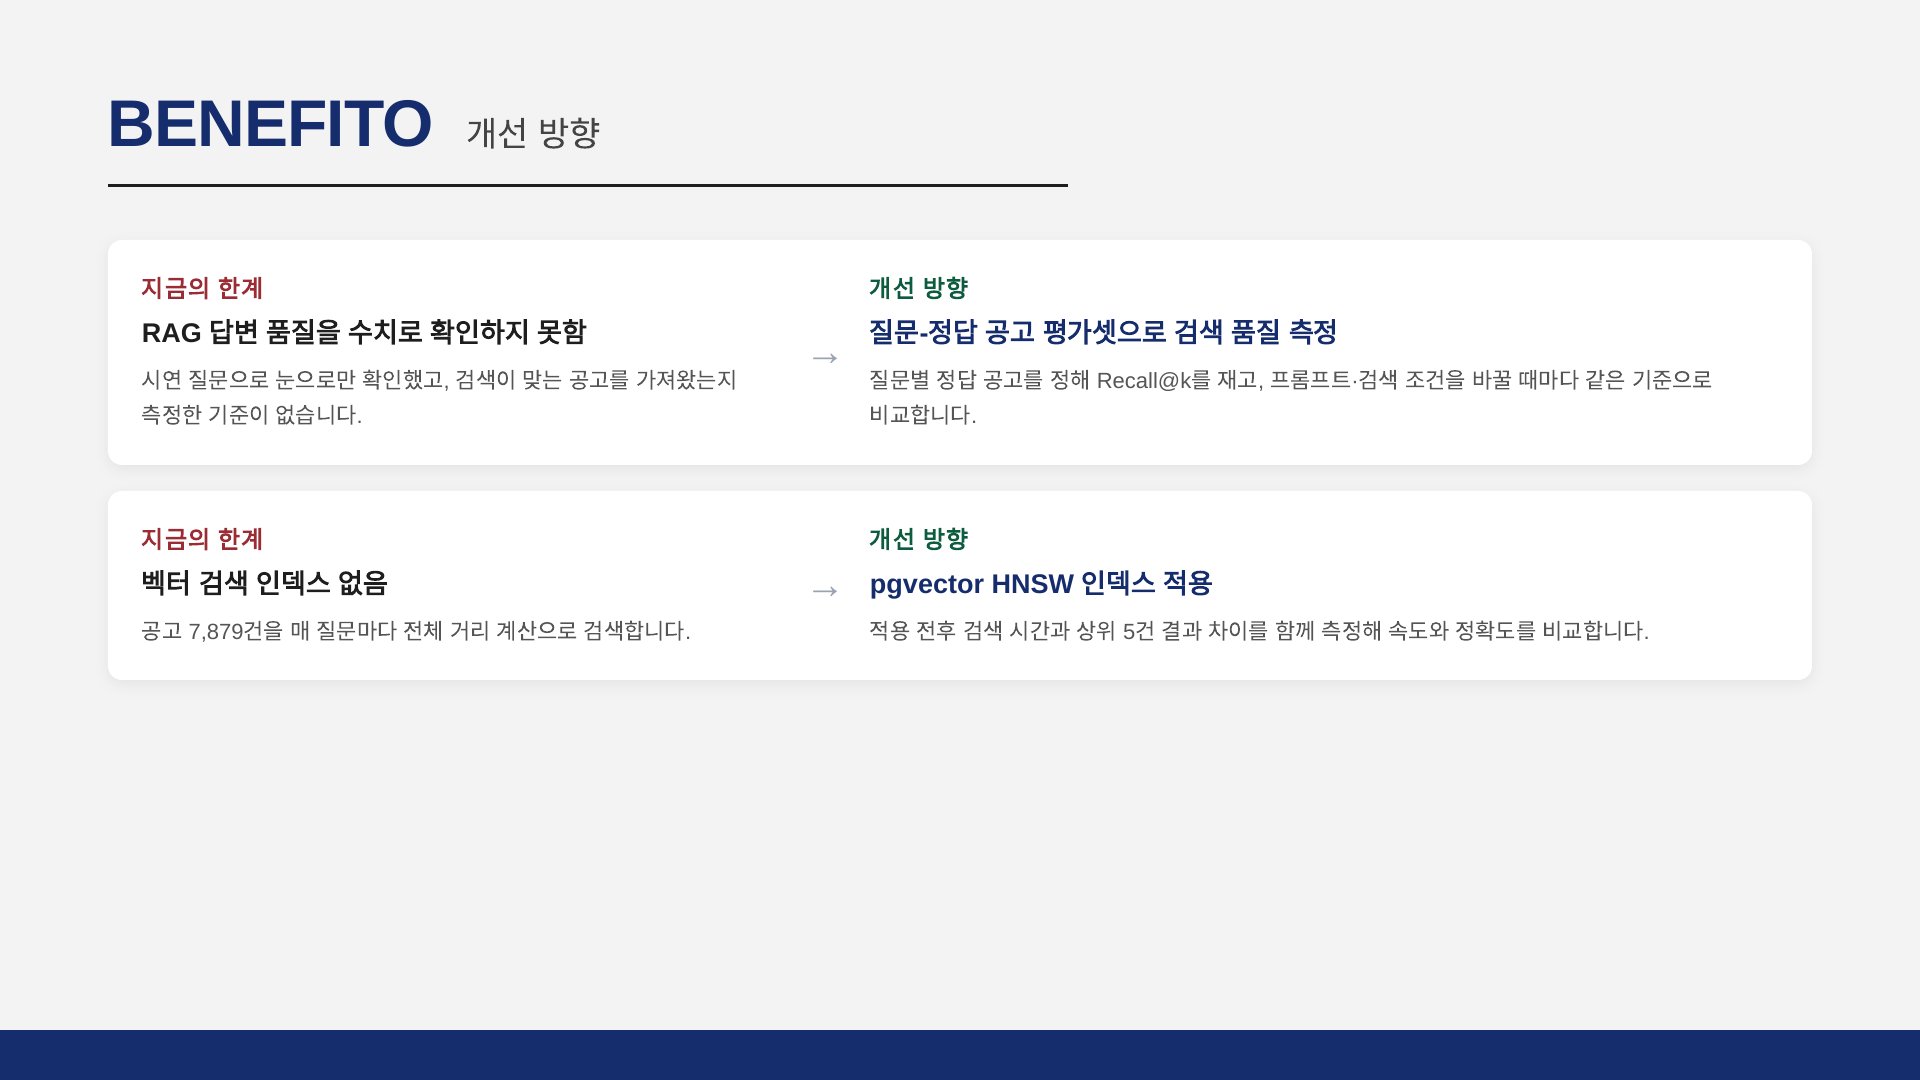 BENEFITO 개선 방향
지금의 한계
RAG 답변 품질을 수치로 확인하지 못함
시연 질문으로 눈으로만 확인했고, 검색이 맞는 공고를 가져왔는지
측정한 기준이 없습니다.
→
개선 방향
질문-정답 공고 평가셋으로 검색 품질 측정
질문별 정답 공고를 정해 Recall@k를 재고, 프롬프트·검색 조건을 바꿀 때마다 같은 기준으로
비교합니다.
지금의 한계
벡터 검색 인덱스 없음
공고 7,879건을 매 질문마다 전체 거리 계산으로 검색합니다.
→
개선 방향
pgvector HNSW 인덱스 적용
적용 전후 검색 시간과 상위 5건 결과 차이를 함께 측정해 속도와 정확도를 비교합니다.